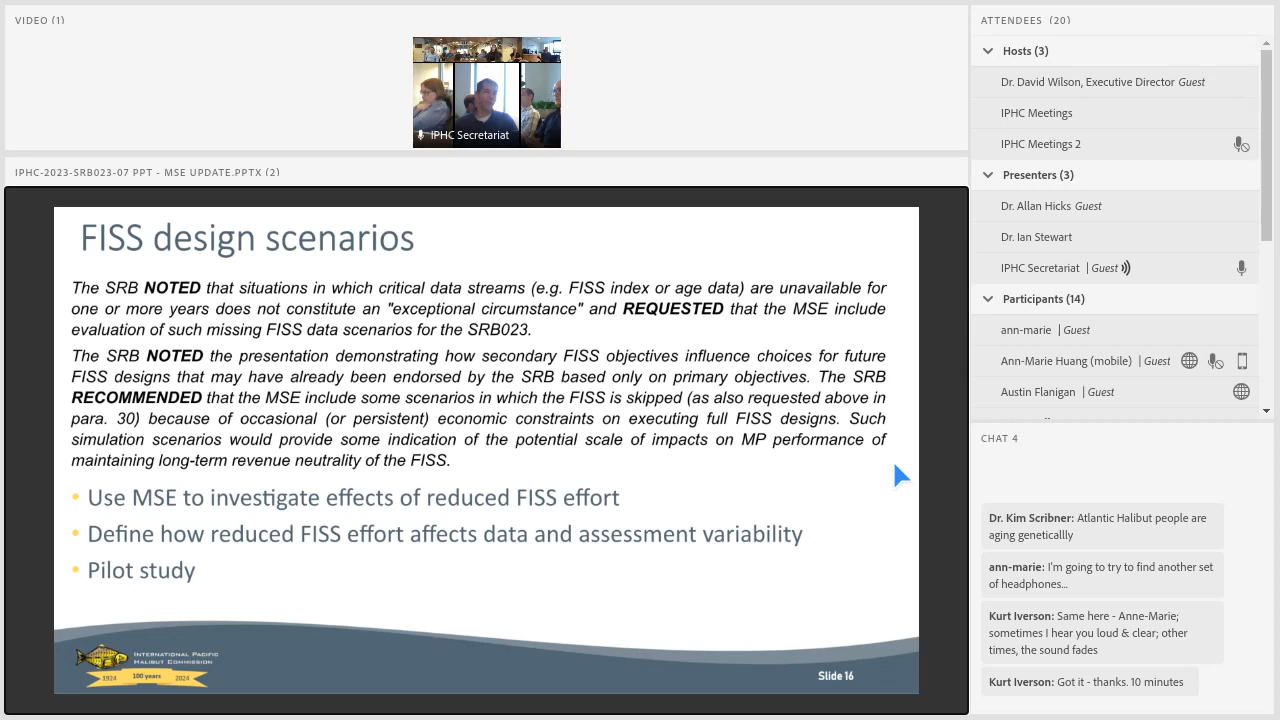 VIDEO (1)
IPHC Secretariat
IPHC-2023-SRB023-07 PPT - MSE UPDATE.PPTX (2)
FISS design scenarios
The SRB NOTED that situations in which critical data streams (e.g. FISS index or age data) are unavailable for
one or more years does not constitute an "exceptional circumstance" and REQUESTED that the MSE include
evaluation of such missing FISS data scenarios for the SRB023.
The SRB NOTED the presentation demonstrating how secondary FISS objectives influence choices for future
FISS designs that may have already been endorsed by the SRB based only on primary objectives. The SRB
RECOMMENDED that the MSE include some scenarios in which the FISS is skipped (as also requested above in
para. 30) because of occasional (or persistent) economic constraints on executing full FISS designs. Such
simulation scenarios would provide some indication of the potential scale of impacts on MP performance of
maintaining long-term revenue neutrality of the FISS.
• Use MSE to investigate effects of reduced FISS effort
• Define how reduced FISS effort affects data and assessment variability
• Pilot study
INTERNATIONAL PACIFIC
HALIBUT COMMISSION
1924 100 years 2024
Slide 16
ATTENDEES (20)
Hosts (3)
Dr. David Wilson, Executive Director Guest
IPHC Meetings
IPHC Meetings 2
Presenters (3)
Dr. Allan Hicks Guest
Dr. Ian Stewart
IPHC Secretariat | Guest
Participants (14)
ann-marie | Guest
Ann-Marie Huang (mobile) | Guest
Austin Flanigan | Guest
CHAT 4
Dr. Kim Scribner: Atlantic Halibut people are
aging geneticallly
ann-marie: I'm going to try to find another set
of headphones...
Kurt Iverson: Same here - Anne-Marie;
sometimes I hear you loud & clear; other
times, the sound fades
Kurt Iverson: Got it - thanks. 10 minutes